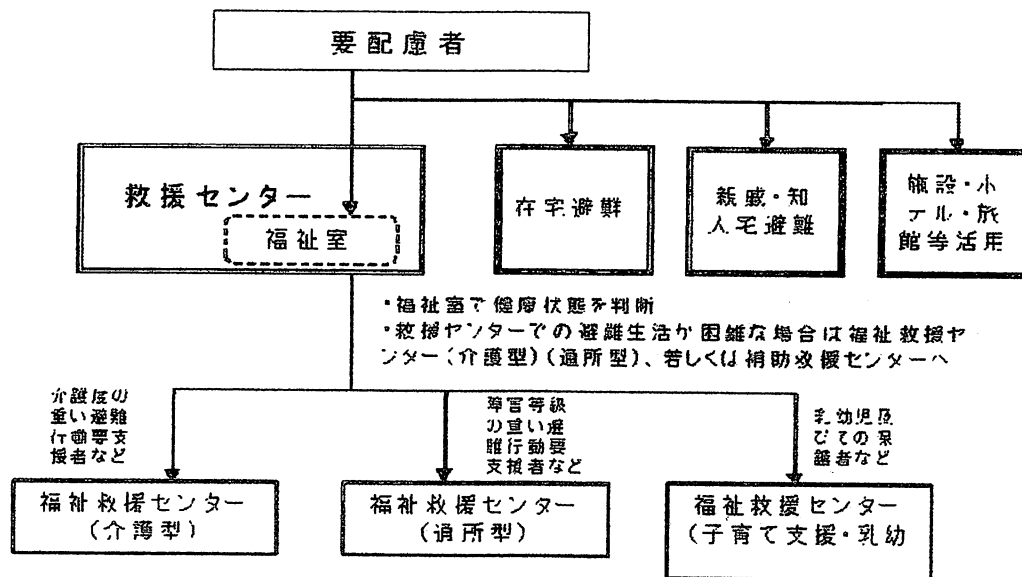 要配慮者
救援センター
福祉室
在宅避難
親戚・知
人宅避難
施設・ホ
テル・旅
館等活用
・福祉室で健康状態を判断
・救援センターでの避難生活が困難な場合は福祉救援セ
ンター(介護型)(通所型)、若しくは補助救援センターへ
介護度の
重い避難
行動要支
援者など
障害等級
の重い避
難行動要
支援者など
乳幼児及
びその保
護者など
福祉救援センター
(介護型)
福祉救援センター
(通所型)
福祉救援センター
(子育て支援・乳幼